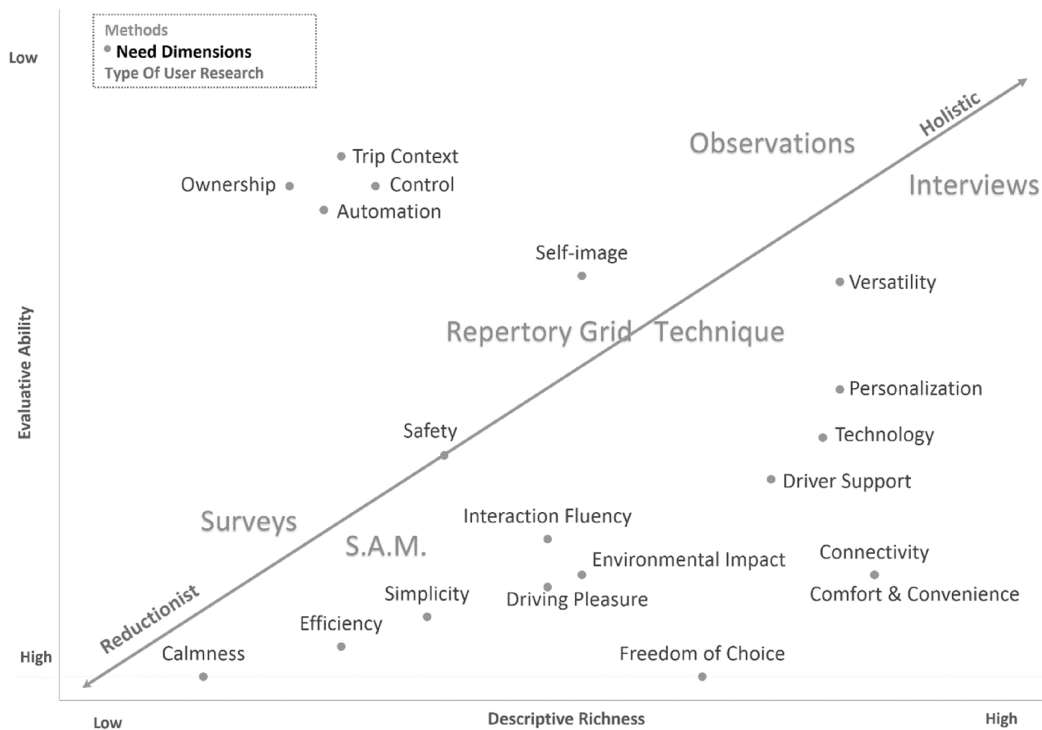 Methods
Need Dimensions
Type Of User Research
Low
Holistic
Observations
Trip Context
Interviews
Ownership
Control
Automation
Self-image
Versatility
Repertory Grid Technique
Evaluative Ability
Personalization
Safety
Technology
Driver Support
Surveys
Interaction Fluency
S.A.M.
Connectivity
Environmental Impact
Simplicity
Driving Pleasure
Comfort & Convenience
Reductionist
Efficiency
High
Calmness
Freedom of Choice
Low
Descriptive Richness
High